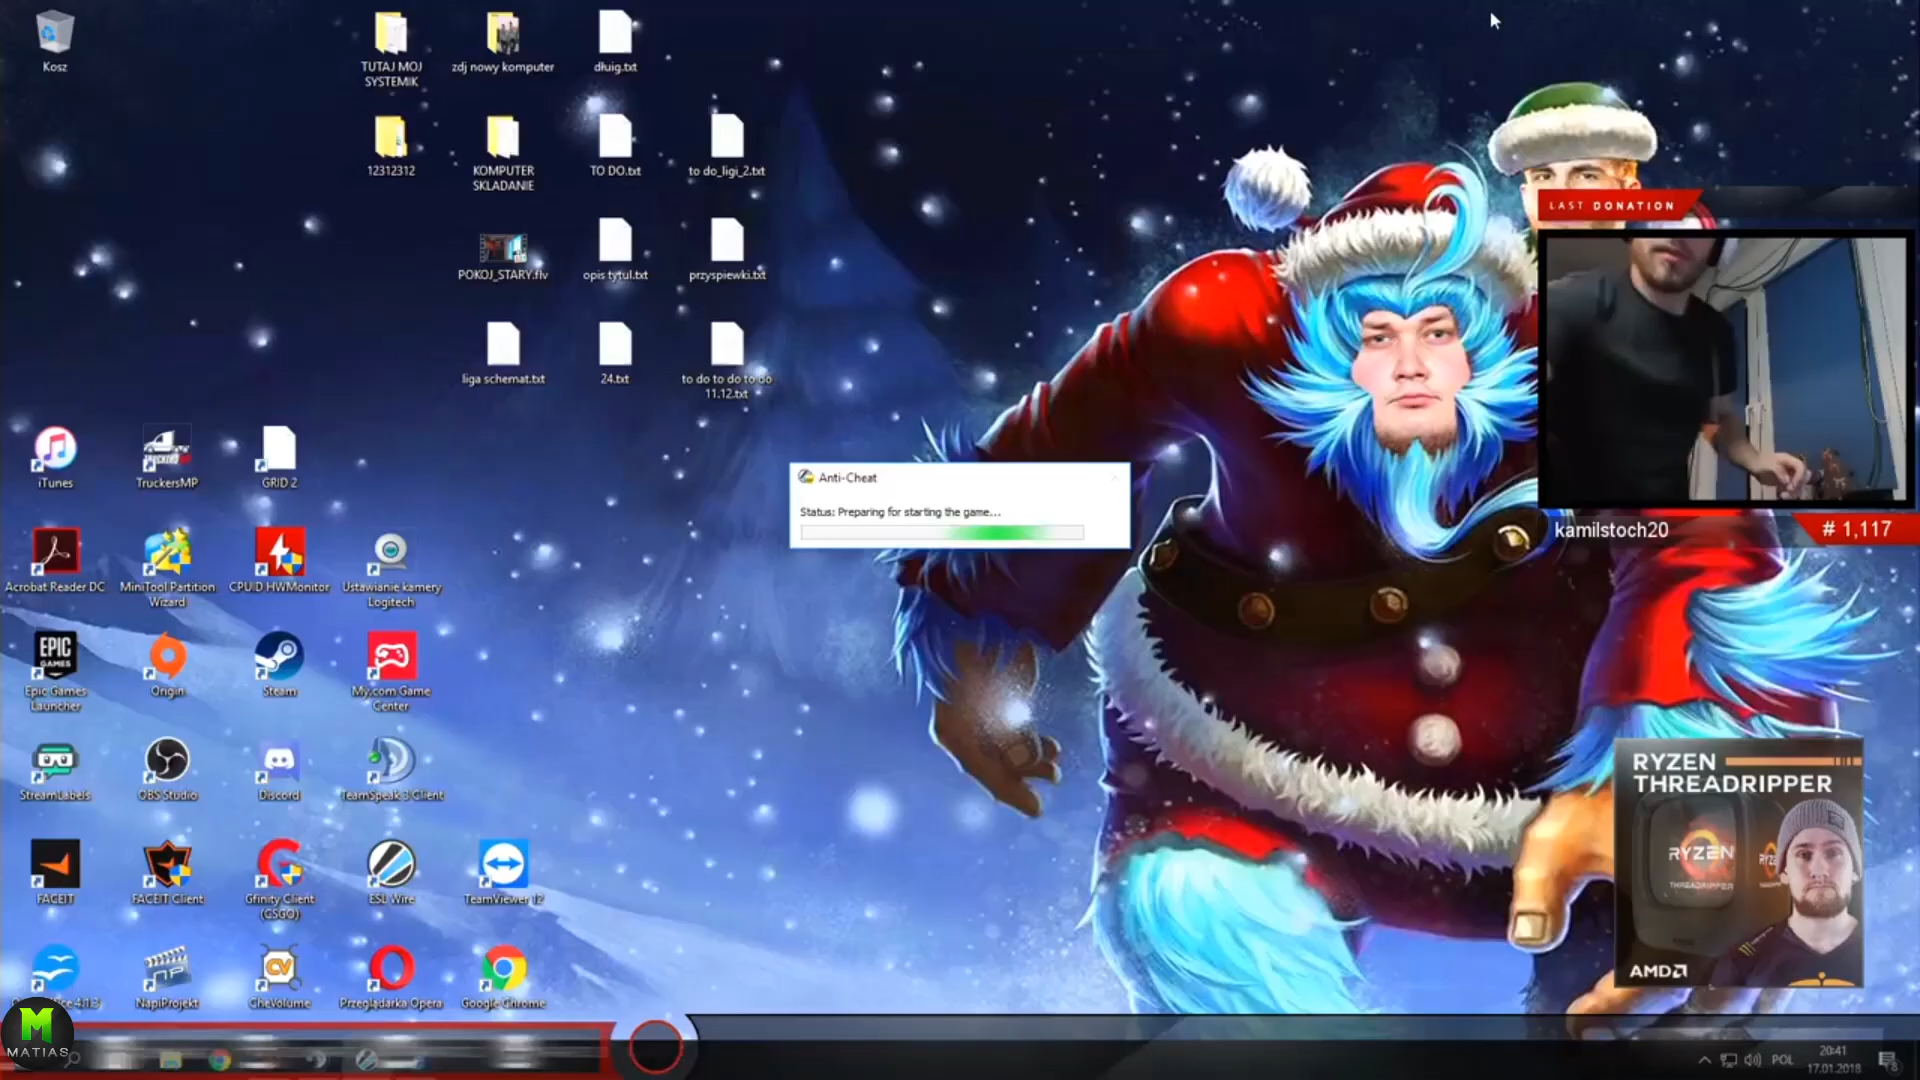 Kosz
TUTAJ MOJ
SYSTEMIK
zdj nowy komputer
dluig.txt
12312312
KOMPUTER
SKLADANIE
TO DO.txt
to do_ligi_2.txt
POKOJ_STARY.flv
opis tytul.txt
przyspiewki.txt
liga schemat.txt
24.txt
to do to do to do
11.12.txt
LAST DONATION
kamilstoch20
# 1,117
Anti-Cheat
Status: Preparing for starting the game...
iTunes
TruckersMP
GRID 2
Acrobat Reader DC
MiniTool Partition
Wizard
CPUID HWMonitor
Ustawianie kamery
Logitech
EPIC
GAMES
Epic Games
Launcher
Origin
Steam
My.com Game
Center
StreamLabels
OBS Studio
Discord
TeamSpeak 3 Client
FACEIT
FACEIT Client
Gfinity Client
(CSGO)
ESL Wire
TeamViewer 12
NapiProjekt
CheVolume
Przeglądarka Opera
Google Chrome
RYZEN
THREADRIPPER
RYZEN
THREADRIPPER
AMD
MATIAS
POL
20:41
17.01.2018